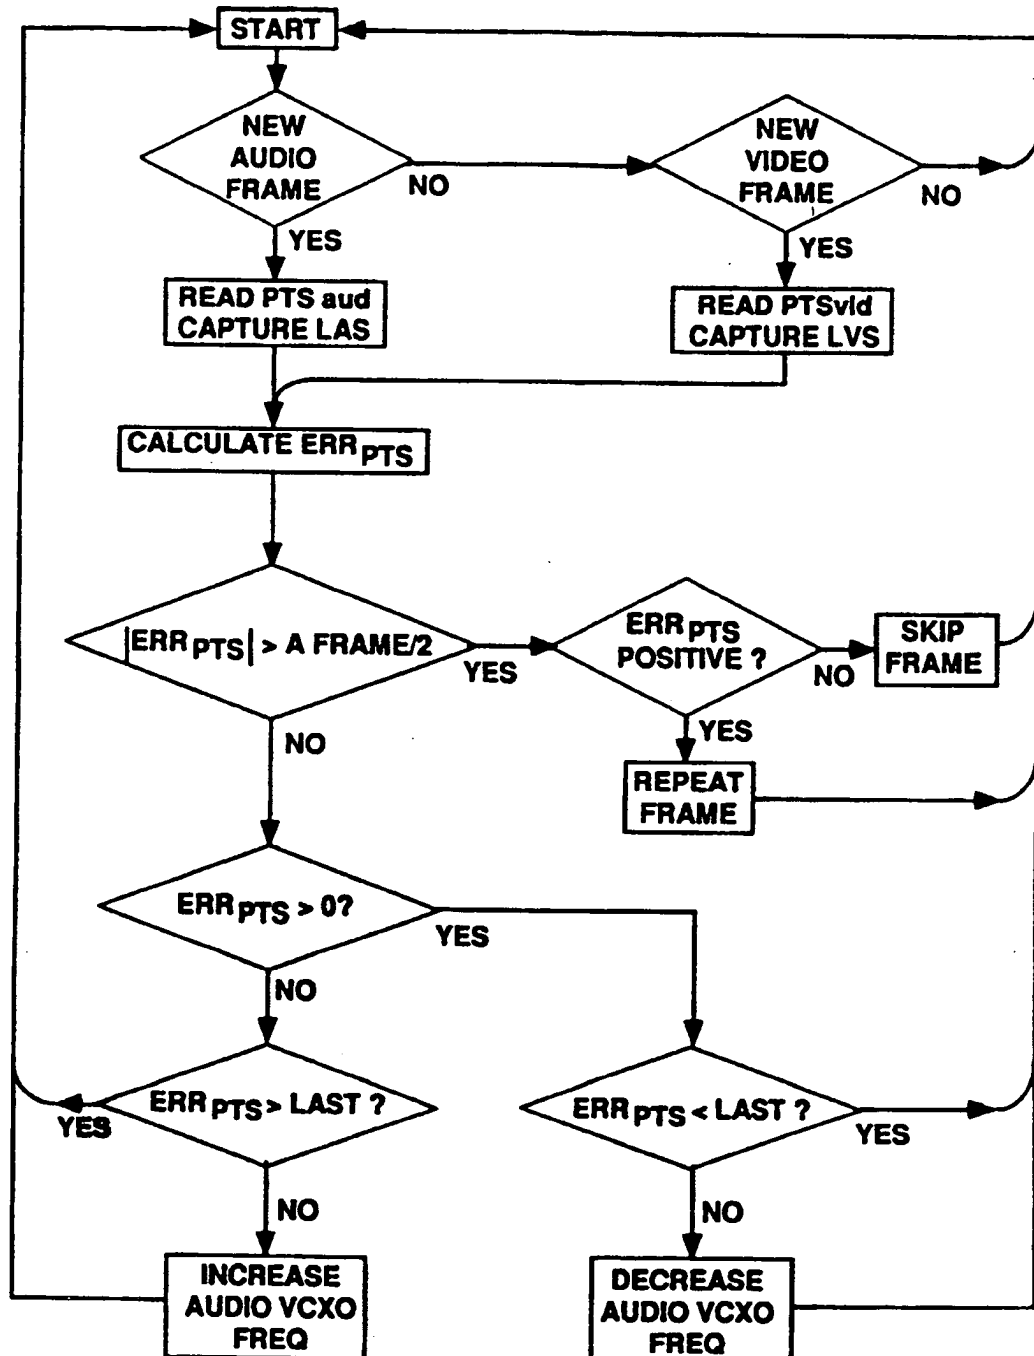 START
NEW
AUDIO
FRAME
NO
NEW
VIDEO
FRAME
NO
YES
YES
READ PTS aud
CAPTURE LAS
READ PTSvid
CAPTURE LVS
CALCULATE ERR PTS
|ERR PTS| > A FRAME/2
YES
ERR PTS
POSITIVE ?
NO
SKIP
FRAME
NO
YES
REPEAT
FRAME
ERR PTS > 0?
YES
NO
ERR PTS > LAST ?
YES
ERR PTS < LAST ?
YES
NO
NO
INCREASE
AUDIO VCXO
FREQ
DECREASE
AUDIO VCXO
FREQ